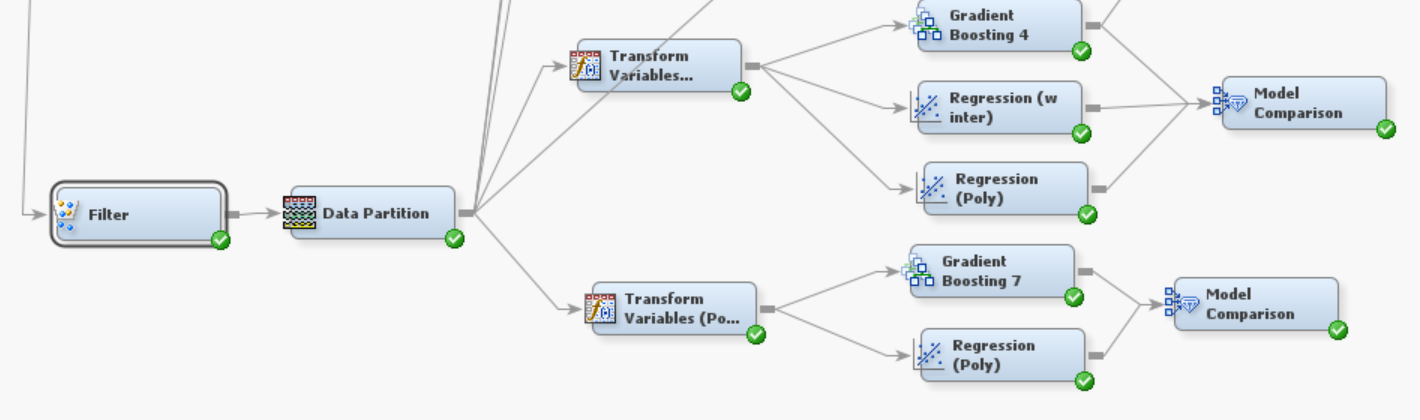 Gradient
Boosting 4
Transform
Variables...
Regression (w
inter)
Model
Comparison
Regression
(Poly)
Filter
Data Partition
Gradient
Boosting 7
Transform
Variables (Po...
Model
Comparison
Regression
(Poly)